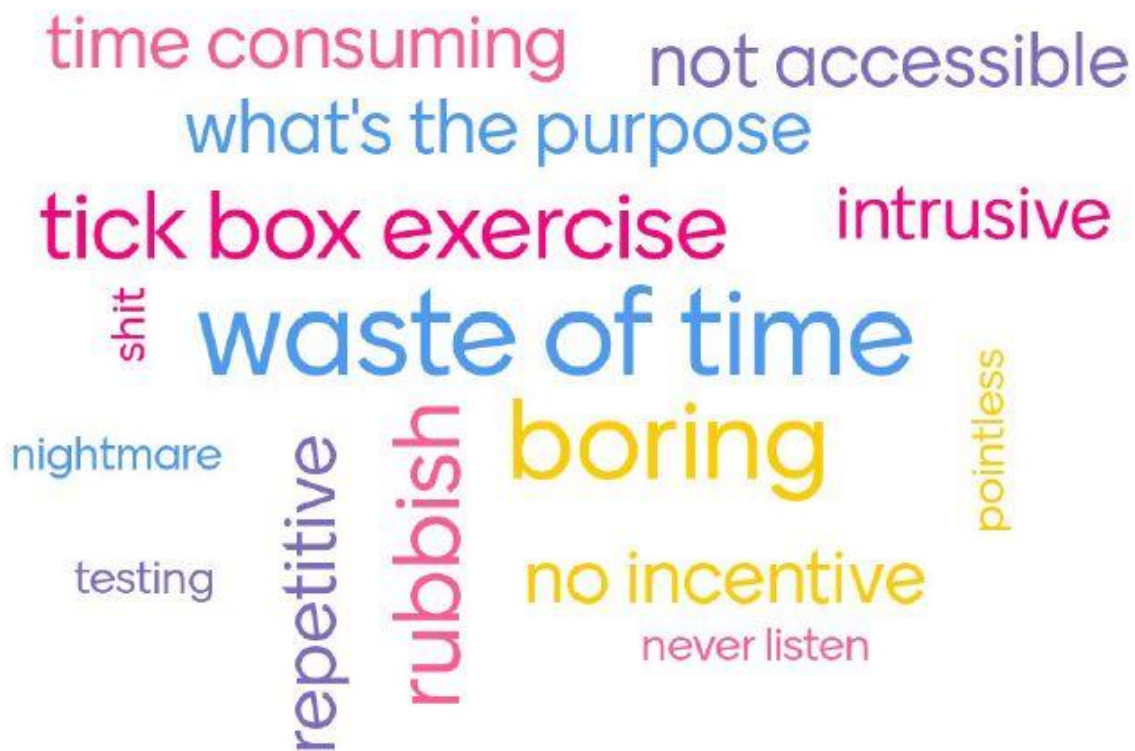 time consuming
not accessible
what's the purpose
tick box exercise
intrusive
shit
waste of time
boring
pointless
nightmare
repetitive
rubbish
testing
no incentive
never listen